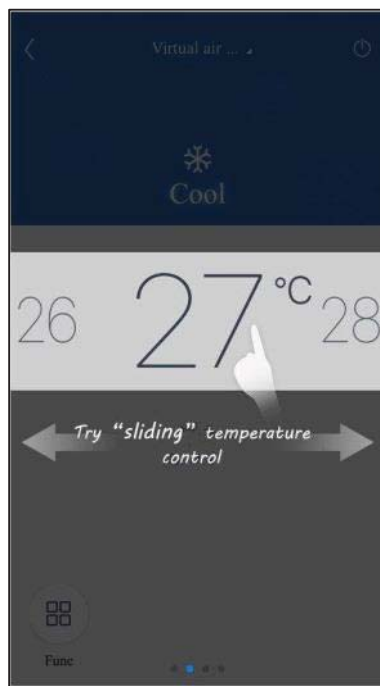 Virtual air ...
Cool
26 27 °C 28
Try “sliding” temperature
control
Func